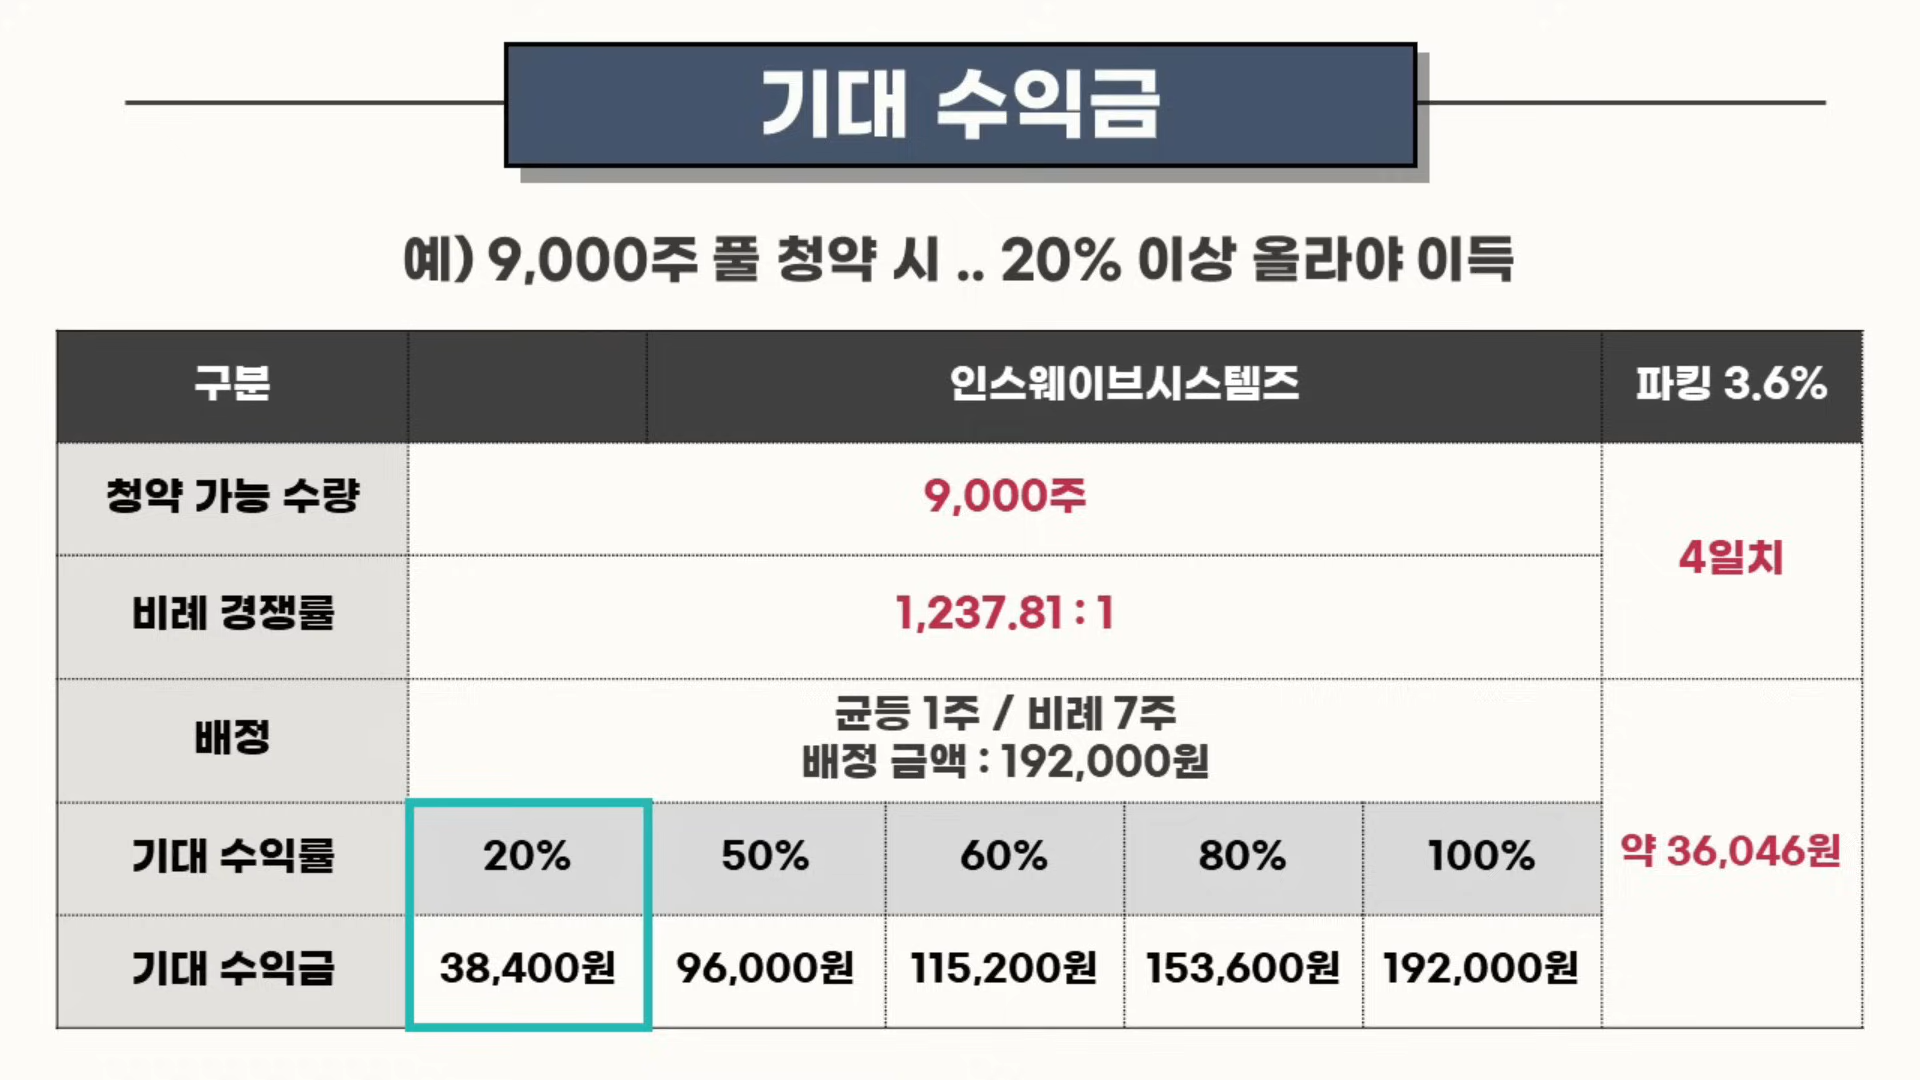 기대 수익금
예) 9,000주 풀 청약 시 .. 20% 이상 올라야 이득
구분 인스웨이브시스템즈 파킹 3.6%
청약 가능 수량 9,000주
4일치
비례 경쟁률 1,237.81 : 1
배정 균등 1주 / 비례 7주
배정 금액 : 192,000원
기대 수익률 20% 50% 60% 80% 100%
약 36,046원
기대 수익금 38,400원 96,000원 115,200원 153,600원 192,000원